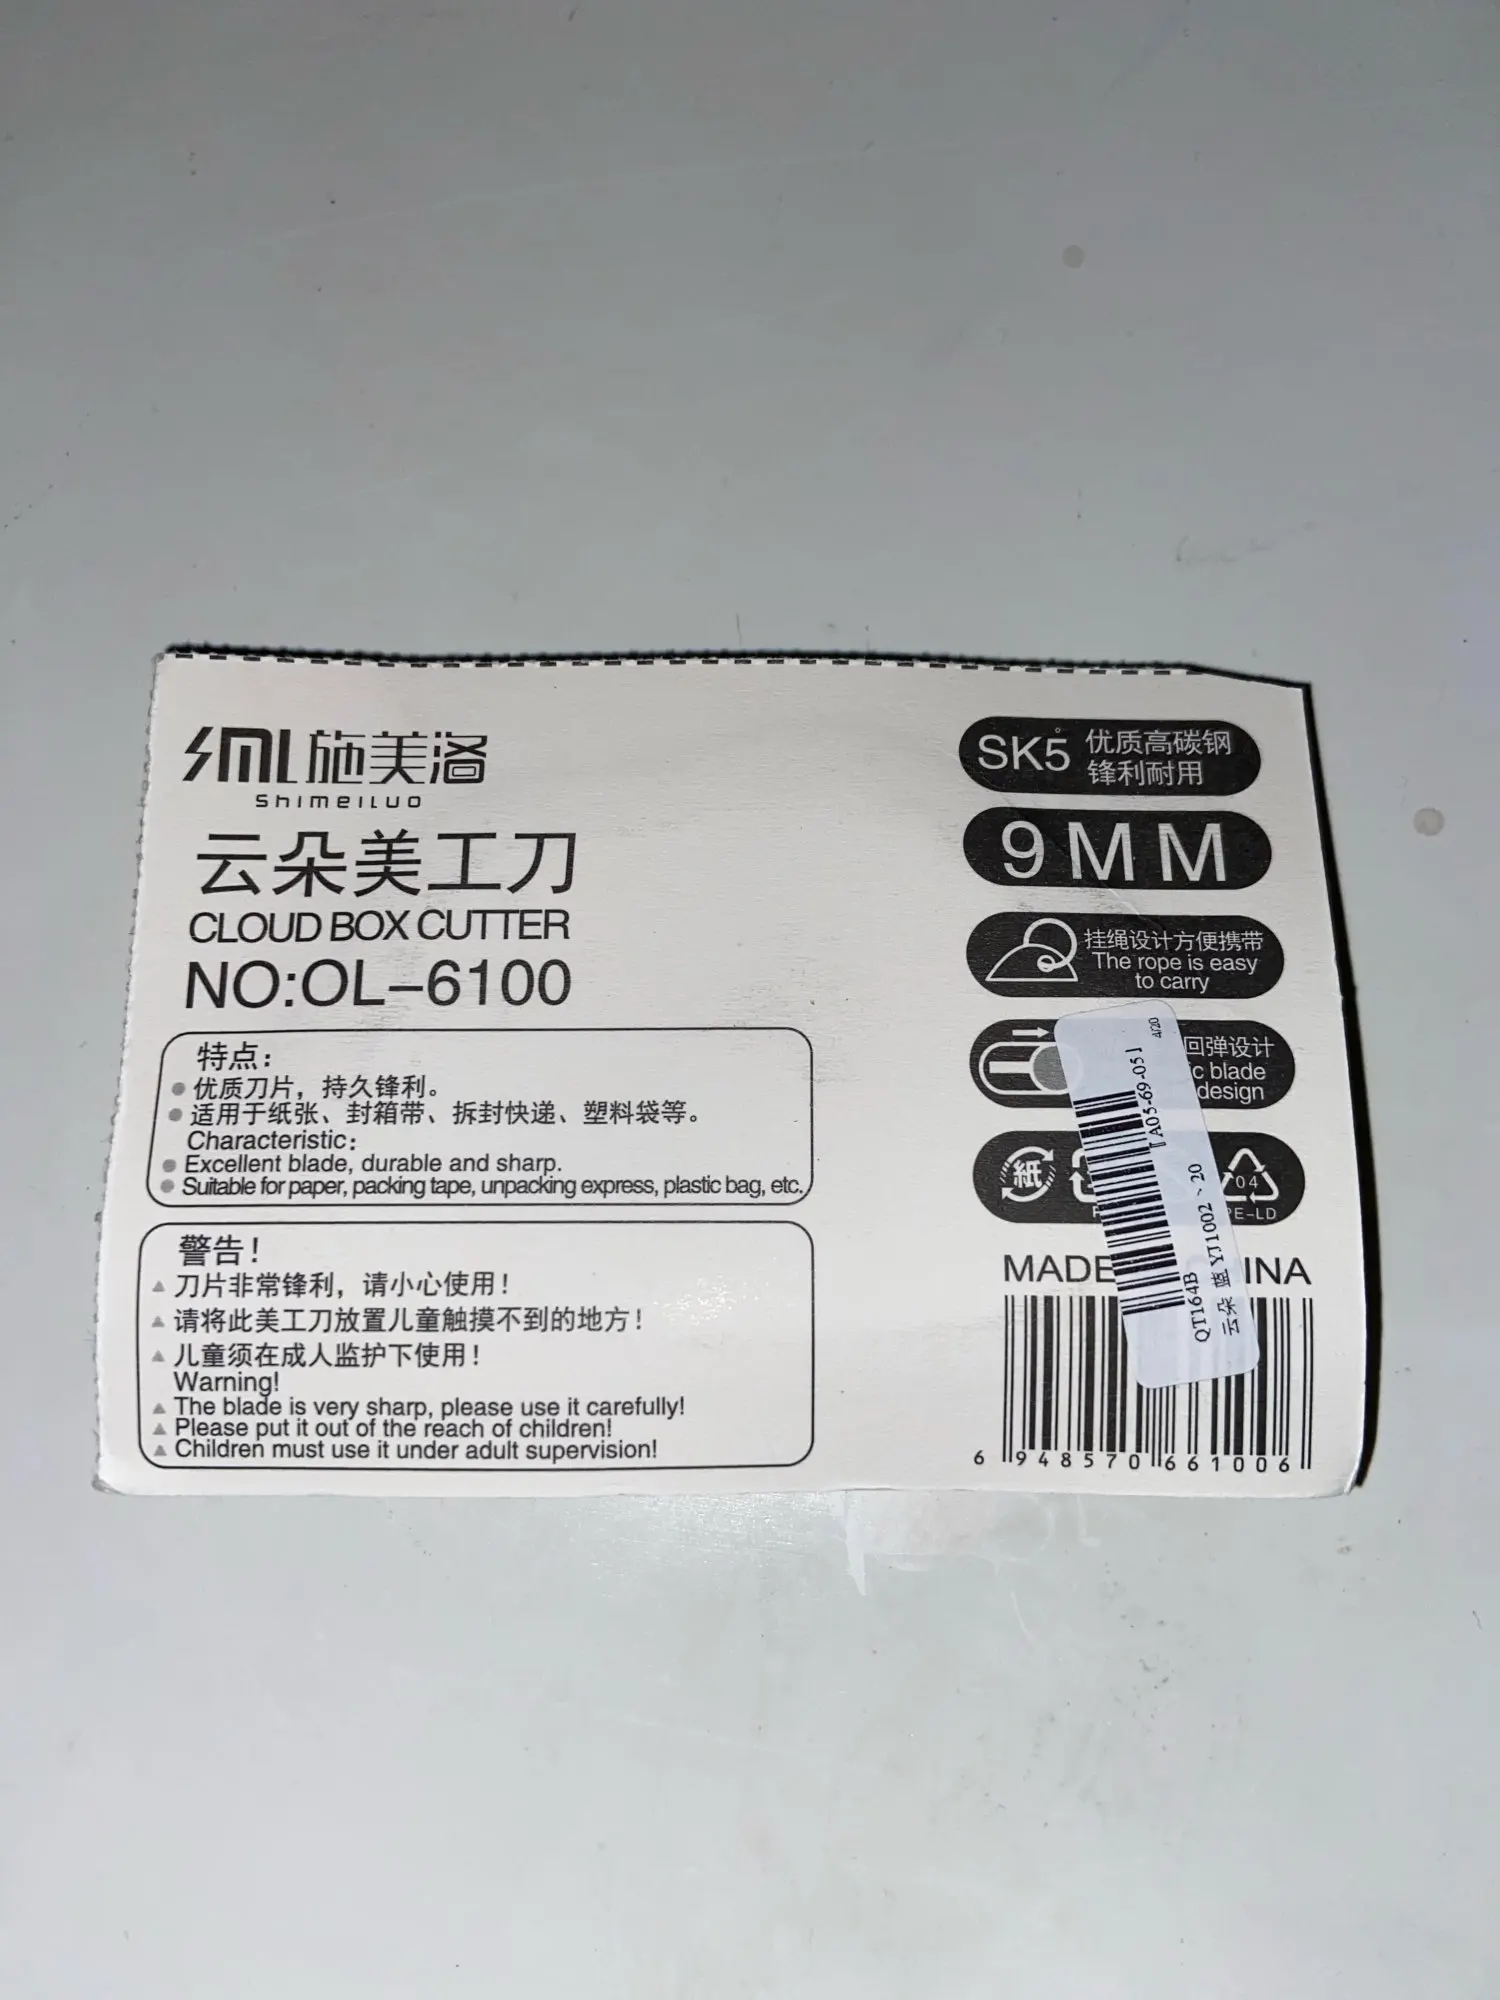 SML施美洛
SHIMEILUO
云朵美工刀
CLOUD BOX CUTTER
NO:OL-6100
特点：
优质刀片，持久锋利。
适用于纸张、封箱带、拆封快递、塑料袋等。
Characteristic:
Excellent blade, durable and sharp.
Suitable for paper, packing tape, unpacking express, plastic bag, etc.
警告！
刀片非常锋利，请小心使用！
请将此美工刀放置儿童触摸不到的地方！
儿童须在成人监护下使用！
Warning!
The blade is very sharp, please use it carefully!
Please put it out of the reach of children!
Children must use it under adult supervision!
SK5 优质高碳钢
锋利耐用
9MM
挂绳设计方便携带
The rope is easy
to carry
回弹设计
c blade
design
紙
04
PE-LD
MADE INA
6 948570 661006
4/20
[A05-69-05]
QT164B
云朵 蓝 YJ1002、20